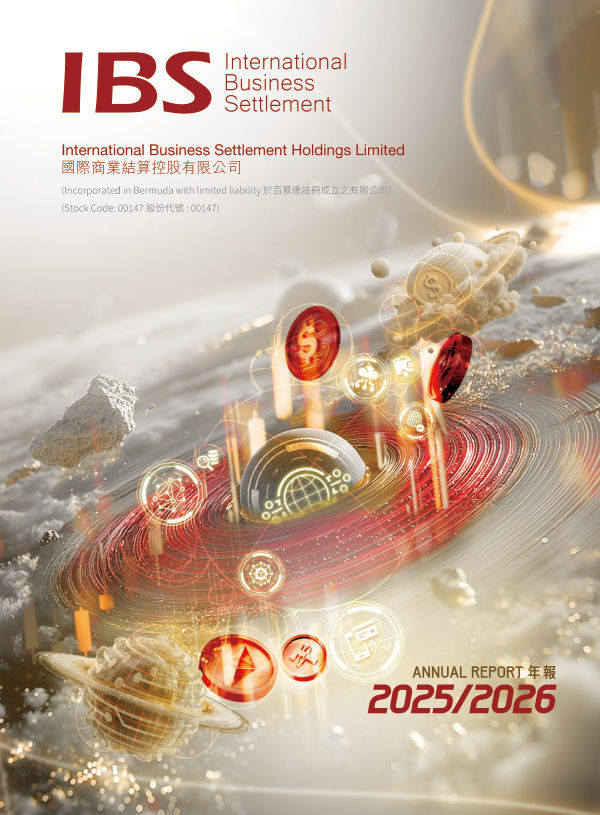 IBS
International
Business
Settlement
International Business Settlement Holdings Limited
國際商業結算控股有限公司
(Incorporated in Bermuda with limited liability 於百慕達註冊成立之有限公司)
(Stock Code: 00147 股份代號 : 00147)
ANNUAL REPORT 年報
2025/2026